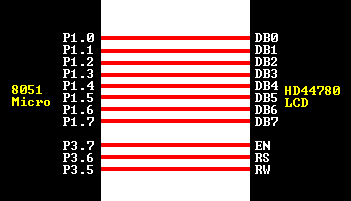 P1.0 DB0
P1.1 DB1
P1.2 DB2
P1.3 DB3
P1.4 DB4
P1.5 DB5
P1.6 DB6
P1.7 DB7
8051
Micro
HD44780
LCD
P3.7 EN
P3.6 RS
P3.5 RW